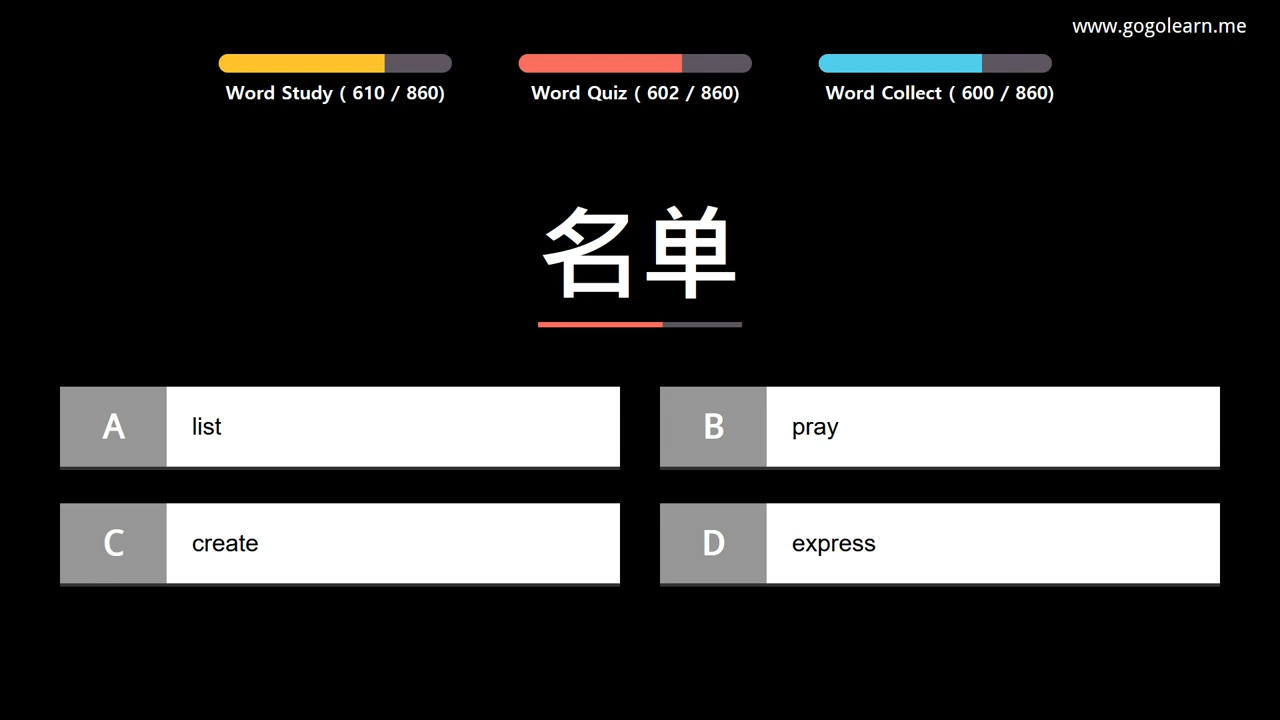 www.gogolearn.me
Word Study ( 610 / 860)
Word Quiz ( 602 / 860)
Word Collect ( 600 / 860)
名单
A list
B pray
C create
D express